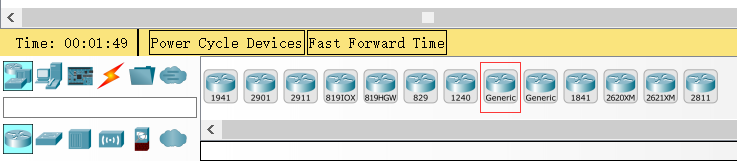 Time: 00:01:49 Power Cycle Devices Fast Forward Time
1941 2901 2911 819IOX 819HGW 829 1240 Generic Generic 1841 2620XM 2621XM 2811